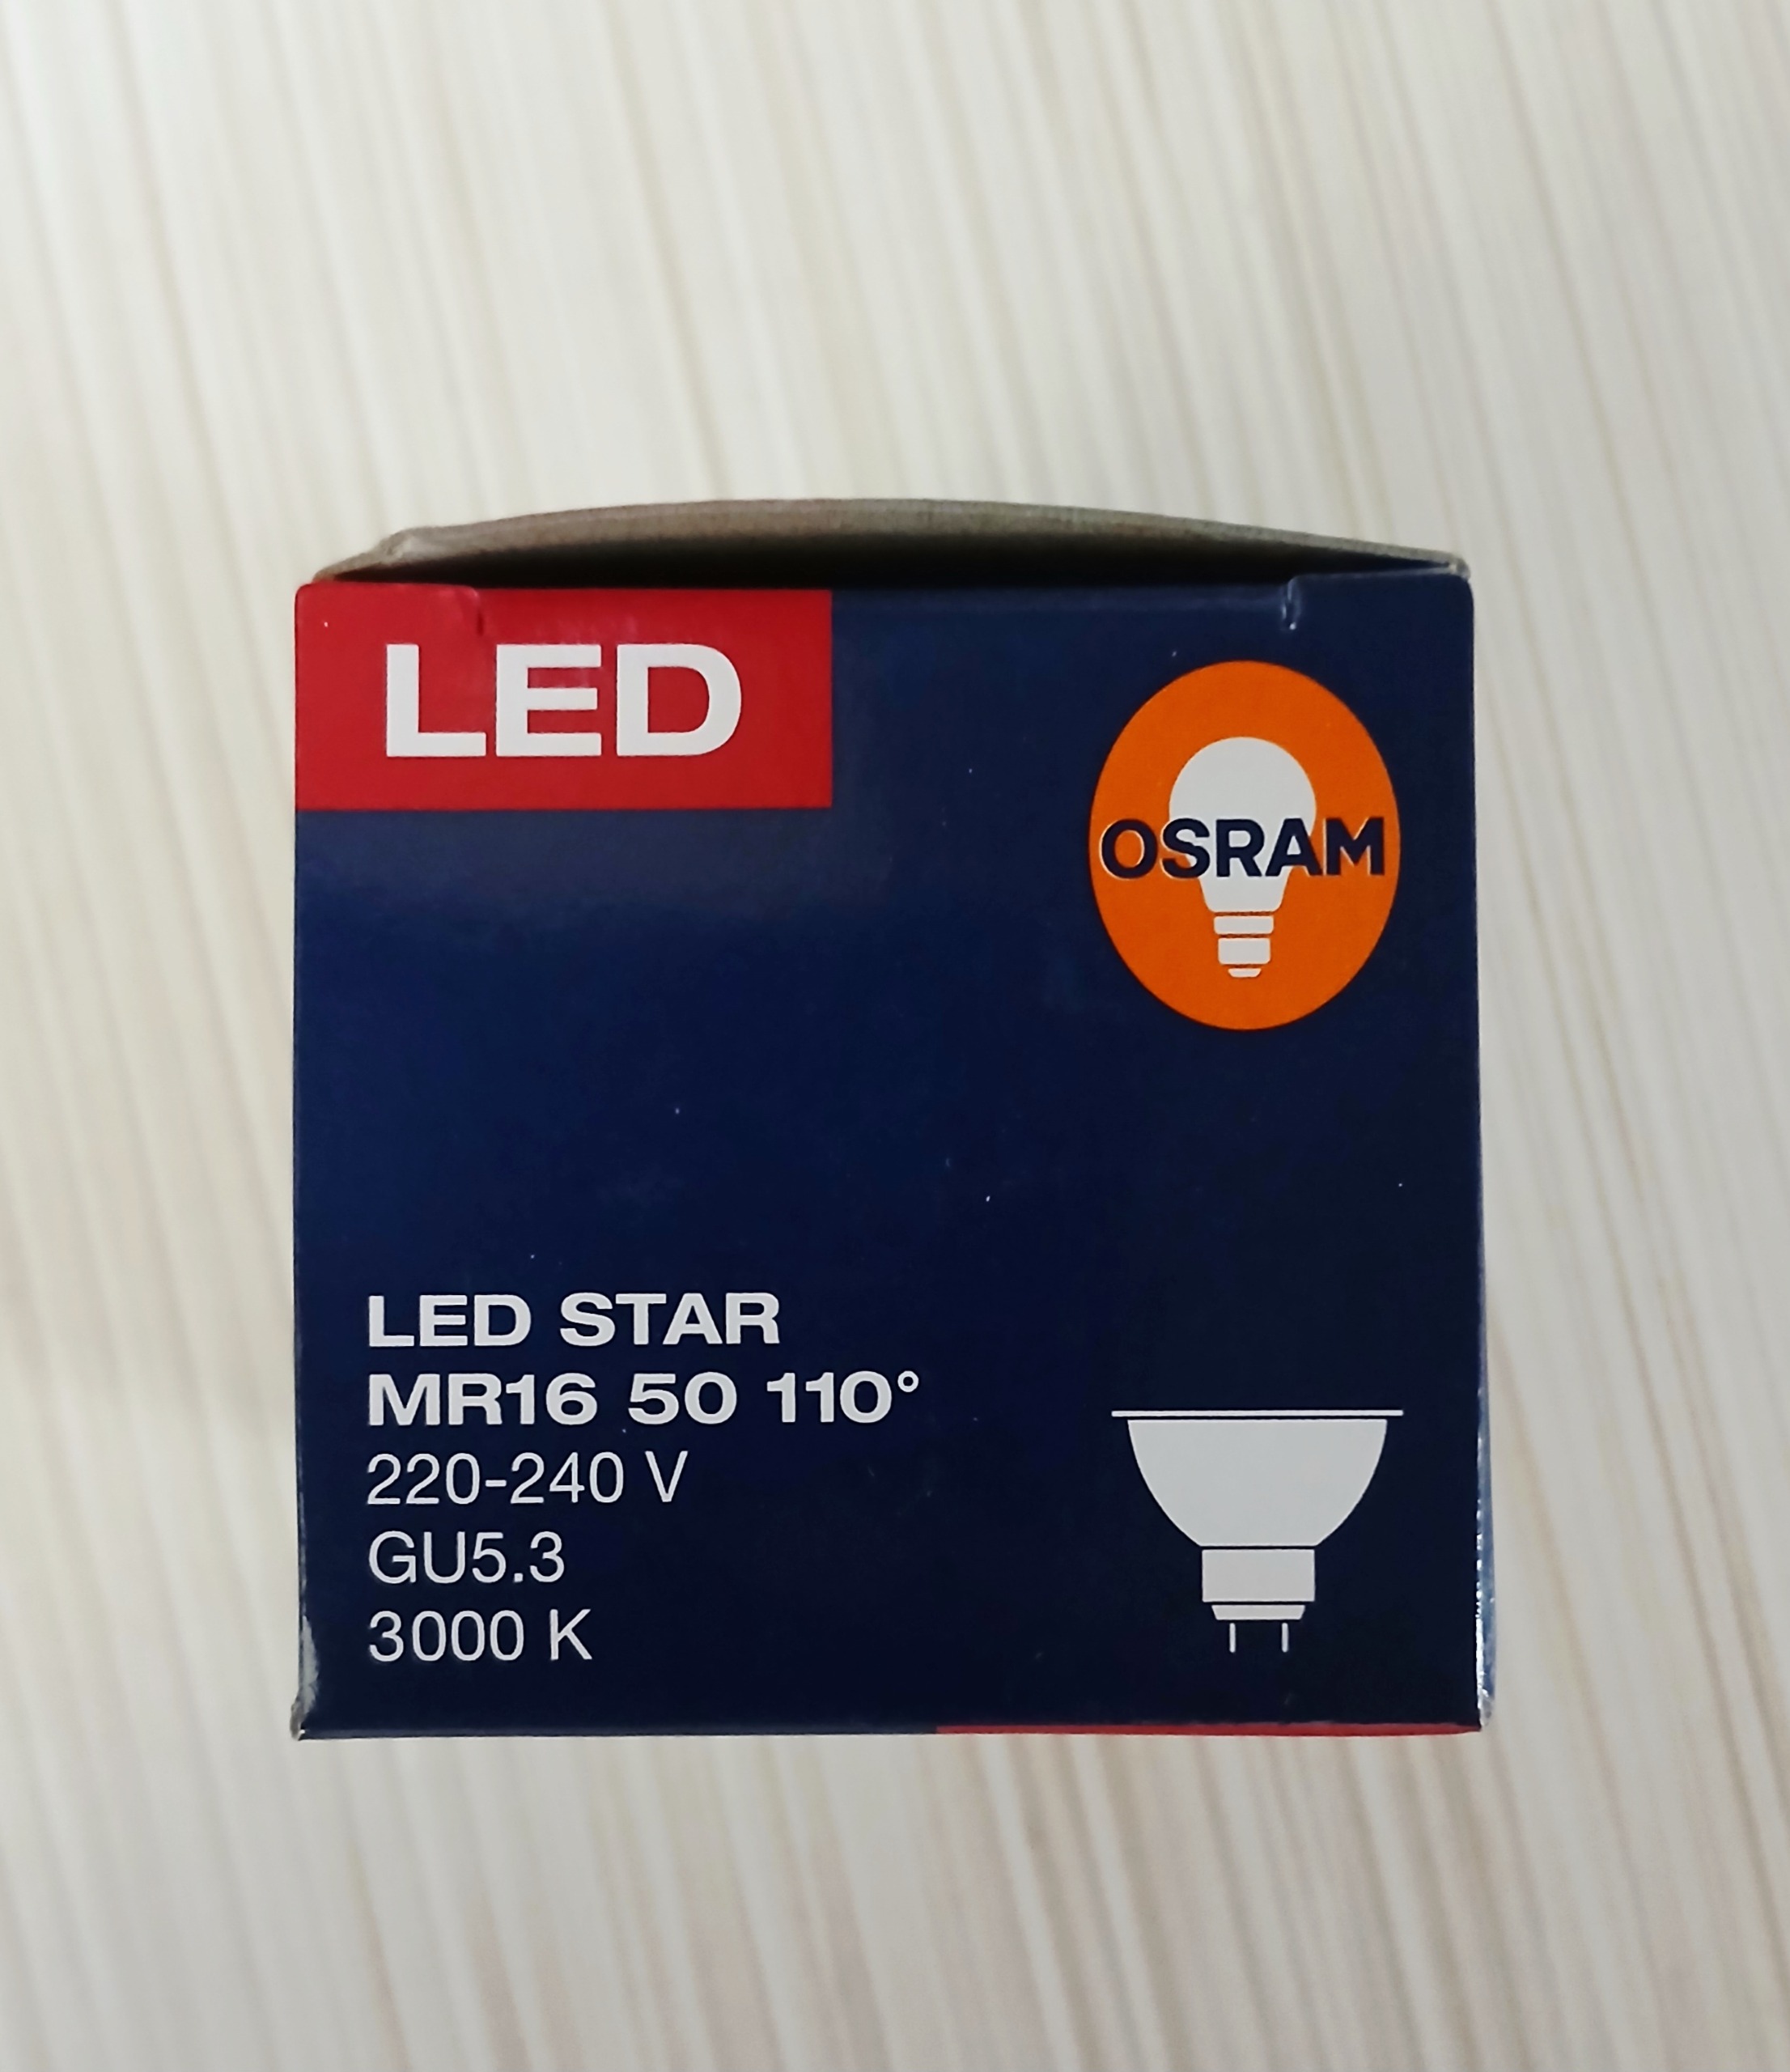 LED
OSRAM
LED STAR
MR16 50 110°
220-240 V
GU5.3
3000 K